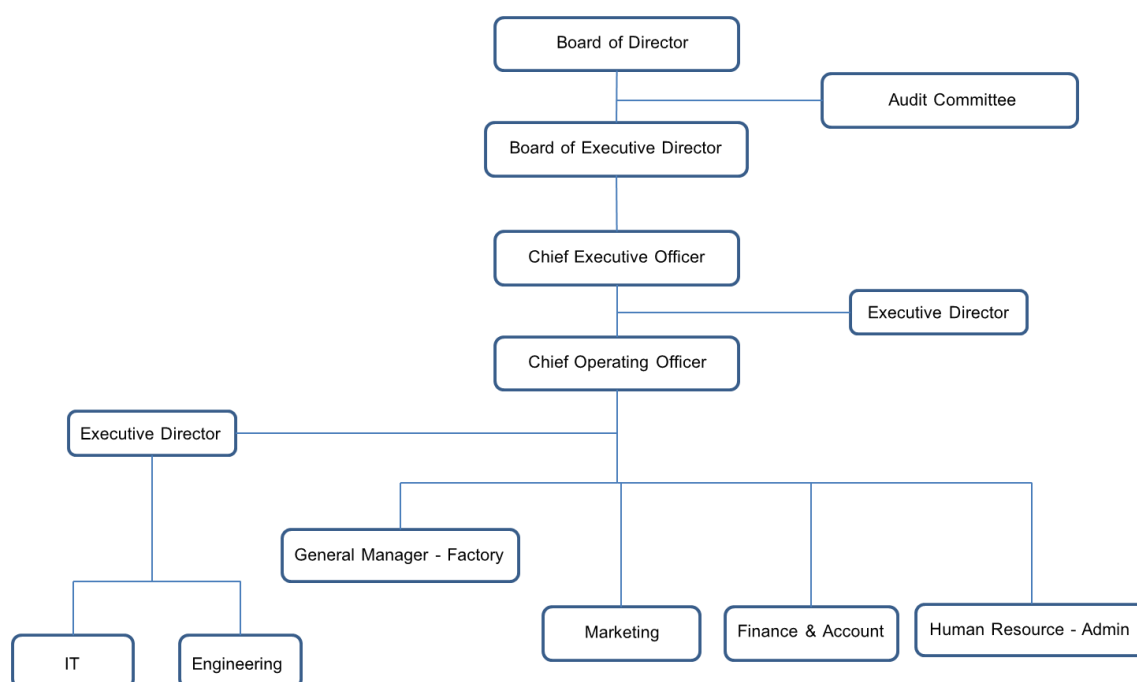 Board of Director
Audit Committee
Board of Executive Director
Chief Executive Officer
Executive Director
Chief Operating Officer
Executive Director
General Manager - Factory
Marketing
Finance & Account
Human Resource - Admin
IT
Engineering